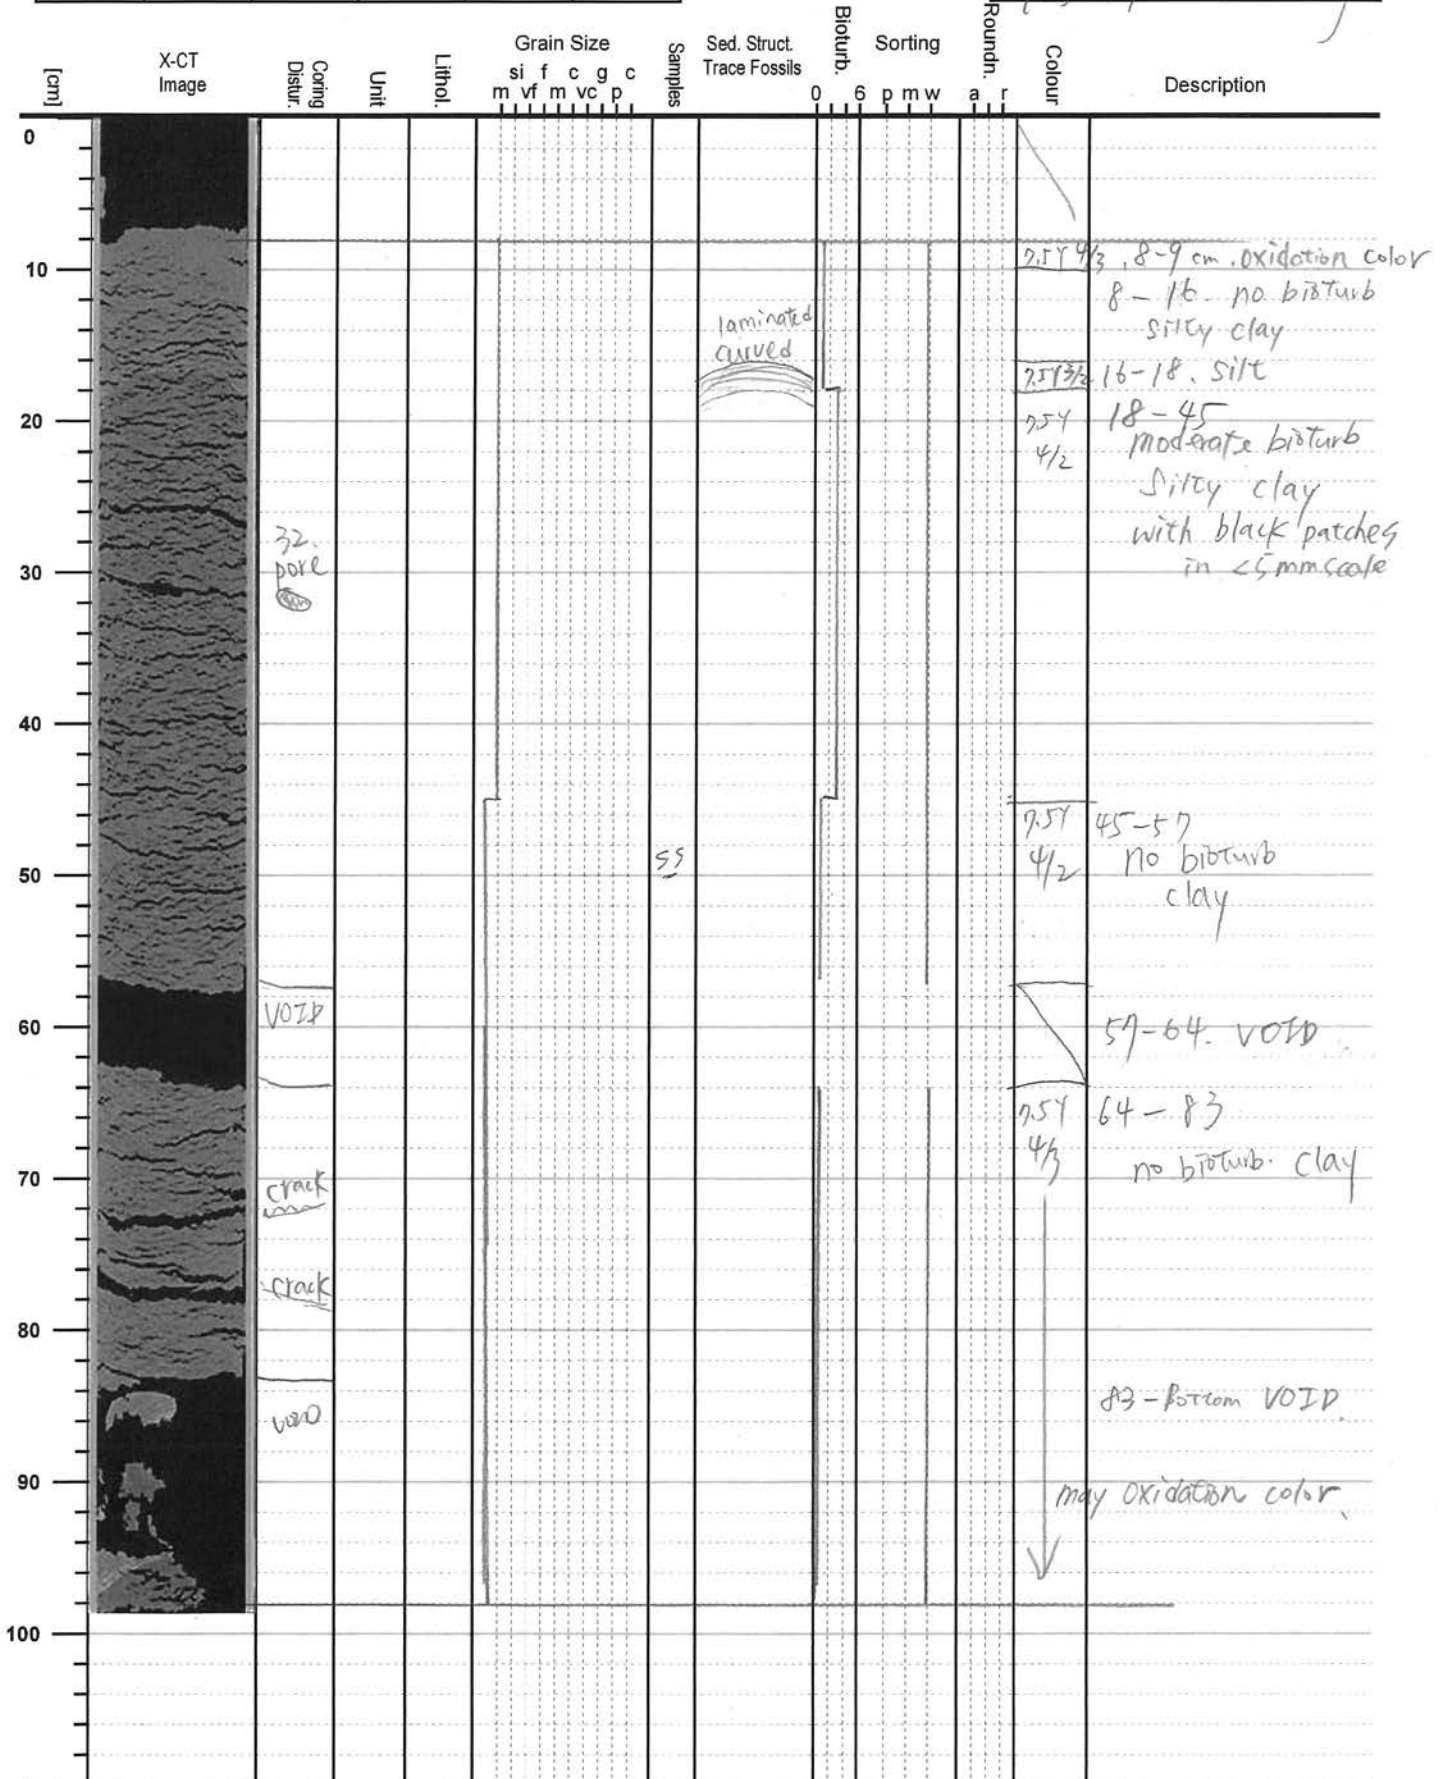 [cm]
X-CT
Image
Coring
Distur.
Unit
Lithol.
Grain Size
si f c g c
m vf m vc p
Samples
Sed. Struct.
Trace Fossils
Bioturb.
0 6
Sorting
p m w
Roundn.
a r
Colour
Description
0
10
20
30
40
50
60
70
80
90
100
32.
pore
VOID
crack
crack
VOID
SS
laminated
curved
7.5Y 4/3 . 8-9 cm . oxidation color
8 - 16 no bioturb
silty clay
7.5Y 3/2 16-18. silt
7.5Y
4/2
18-45
moderate bioturb
Silty clay
with black patches
in <5mm scale
7.5Y
4/2
45-57
no bioturb
clay
57-64. VOID
7.5Y
4/3
64-83
no bioturb. clay
83-Bottom VOID.
may oxidation color